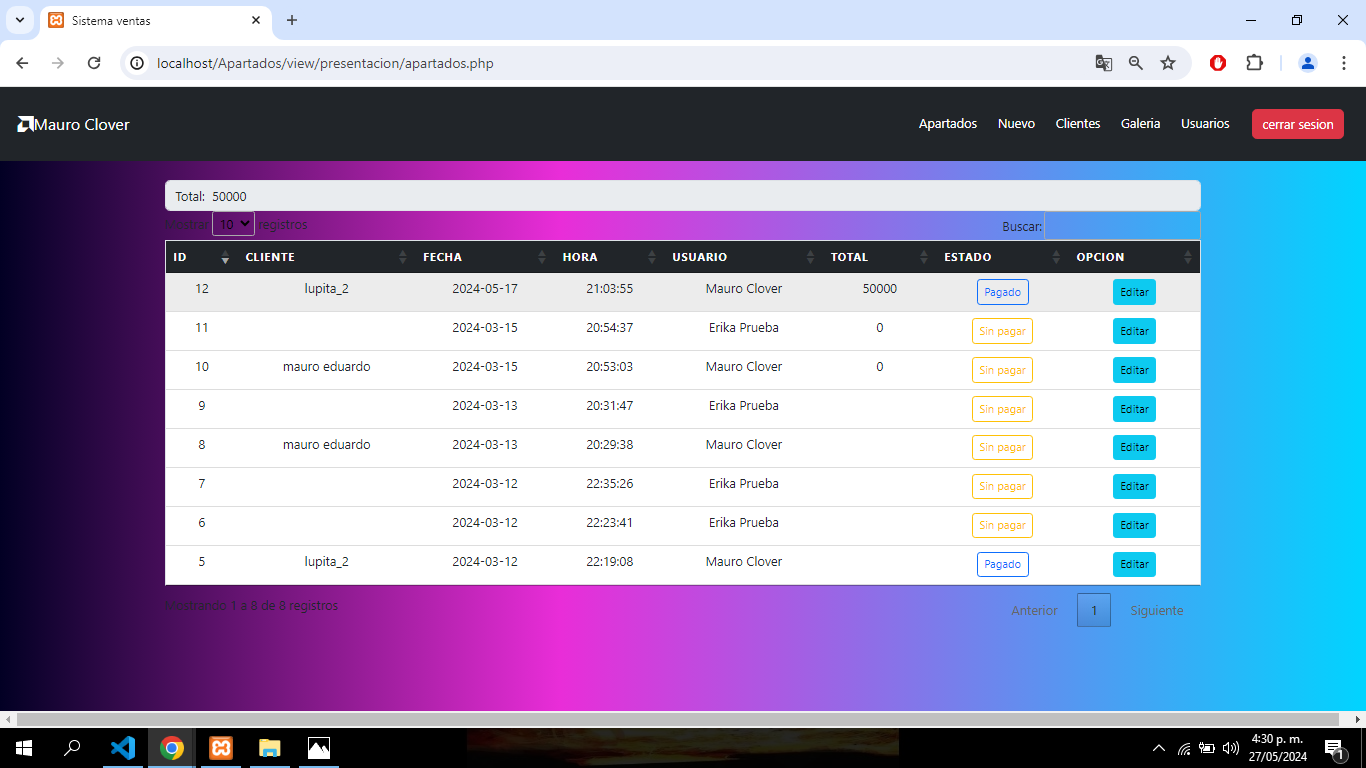 Sistema ventas
localhost/Apartados/view/presentacion/apartados.php
Mauro Clover Apartados Nuevo Clientes Galeria Usuarios cerrar sesion
Total: 50000
Mostrar 10 registros Buscar:
ID CLIENTE FECHA HORA USUARIO TOTAL ESTADO OPCION
12 lupita_2 2024-05-17 21:03:55 Mauro Clover 50000 Pagado Editar
11 2024-03-15 20:54:37 Erika Prueba 0 Sin pagar Editar
10 mauro eduardo 2024-03-15 20:53:03 Mauro Clover 0 Sin pagar Editar
9 2024-03-13 20:31:47 Erika Prueba Sin pagar Editar
8 mauro eduardo 2024-03-13 20:29:38 Mauro Clover Sin pagar Editar
7 2024-03-12 22:35:26 Erika Prueba Sin pagar Editar
6 2024-03-12 22:23:41 Erika Prueba Sin pagar Editar
5 lupita_2 2024-03-12 22:19:08 Mauro Clover Pagado Editar
Mostrando 1 a 8 de 8 registros Anterior 1 Siguiente
4:30 p. m.
27/05/2024
1